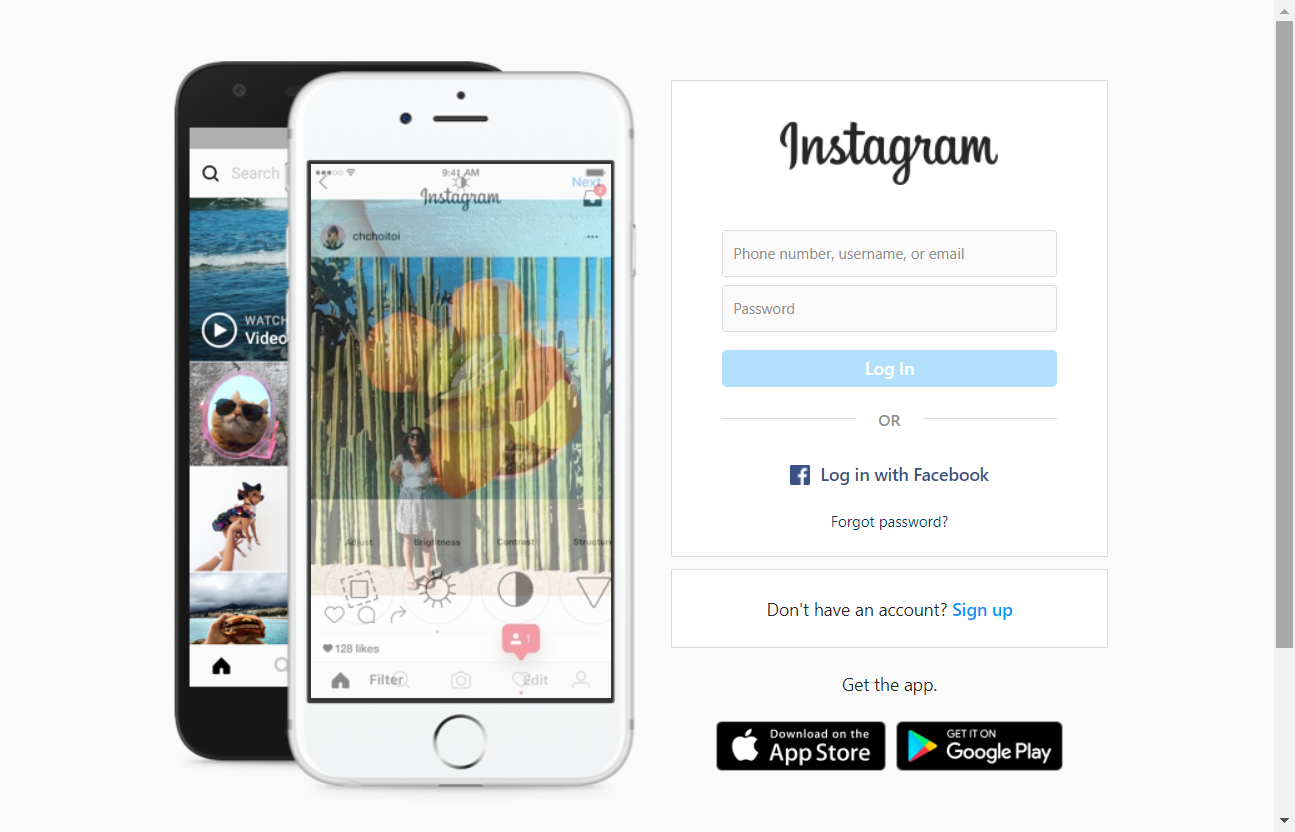 Search
WATCH
Video
9:41 AM
Next
Instagram
2
chchoitoi
Adjust
Brightness
Contrast
Structure
1
128 likes
Filter
Edit
Instagram
Phone number, username, or email
Password
Log In
OR
Log in with Facebook
Forgot password?
Don't have an account? Sign up
Get the app.
Download on the
App Store
GET IT ON
Google Play